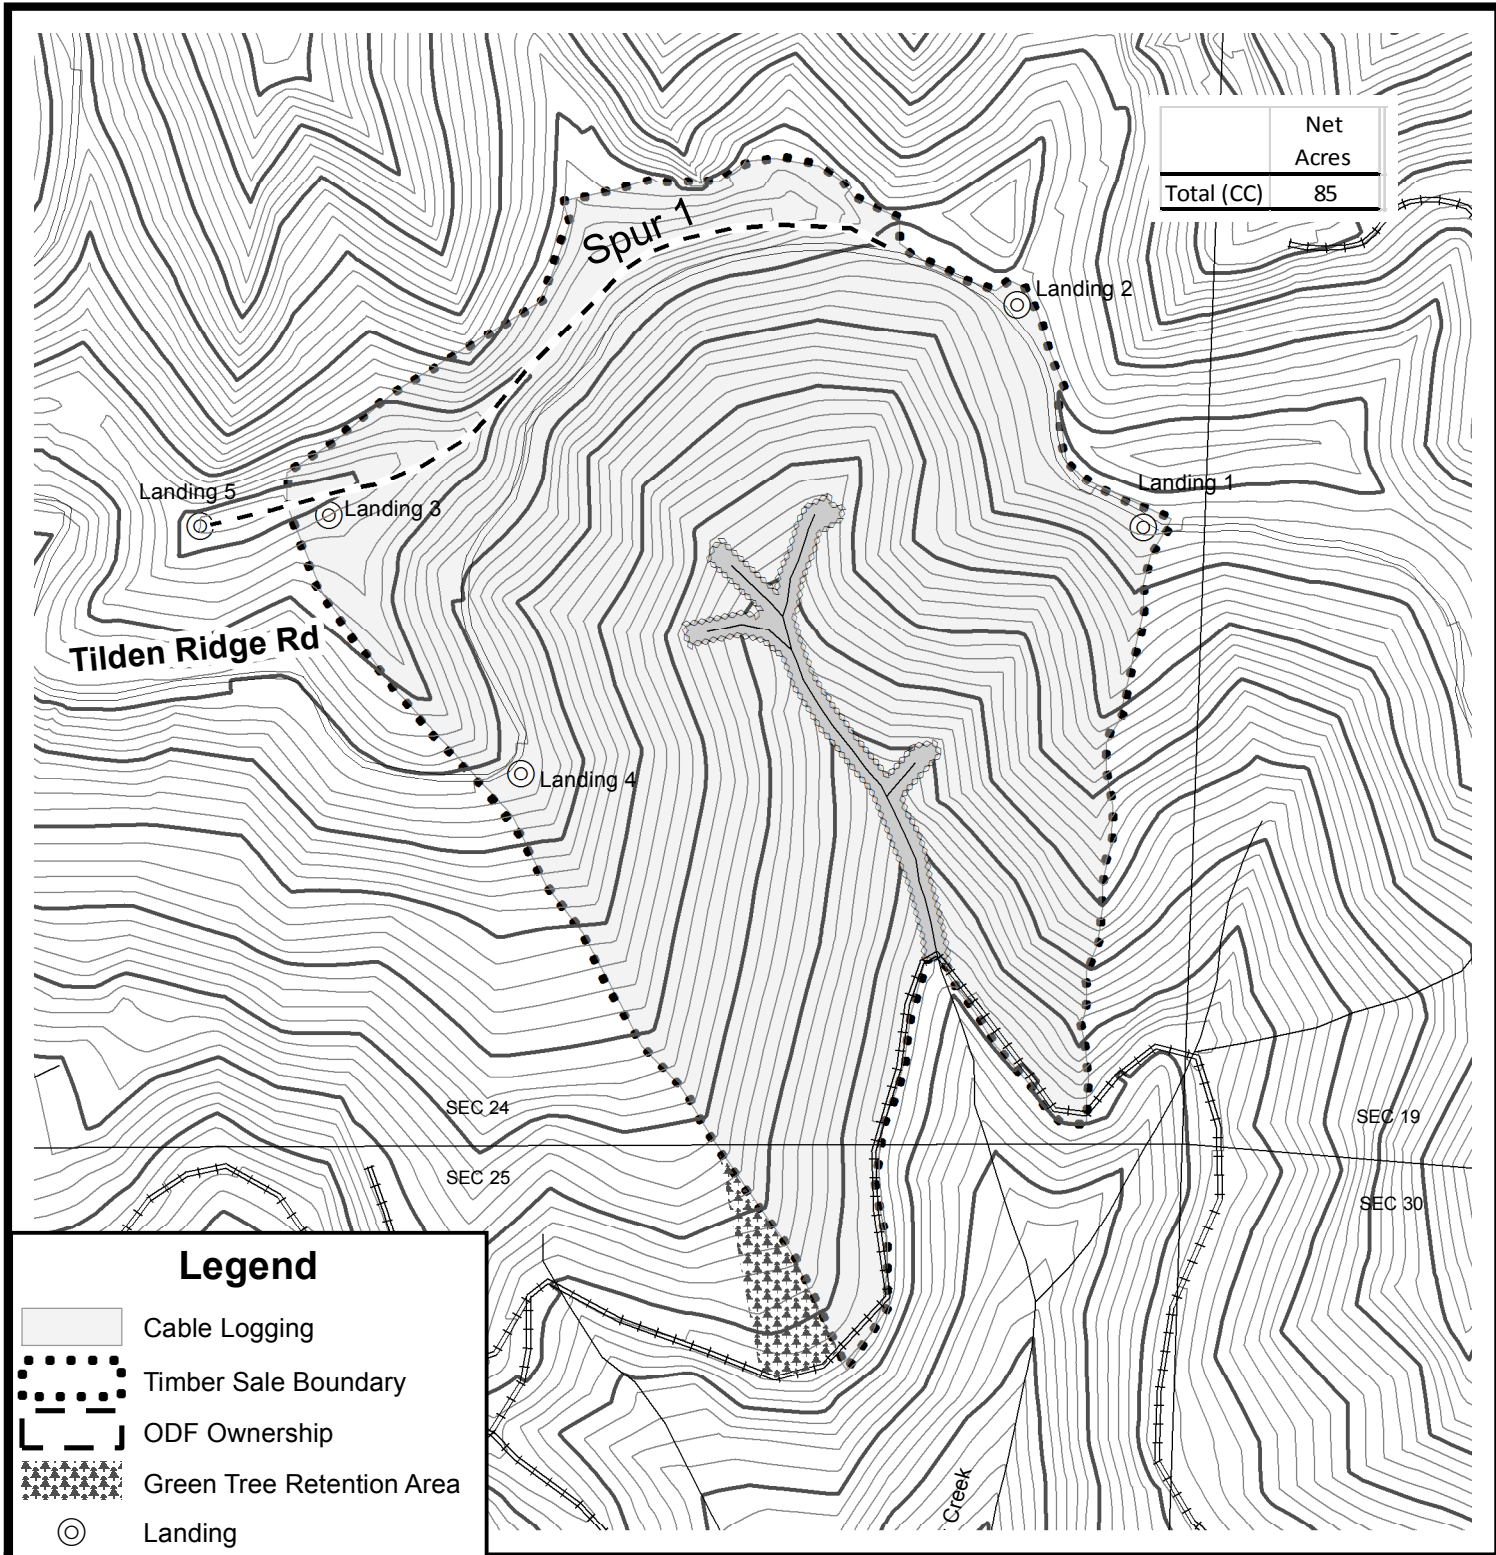 Net
Acres
Total (CC) 85
Spur 1
Landing 2
Landing 1
Landing 5
Landing 3
Tilden Ridge Rd
Landing 4
SEC 24
SEC 19
SEC 25
SEC 30
Creek
Legend
Cable Logging
Timber Sale Boundary
ODF Ownership
Green Tree Retention Area
Landing